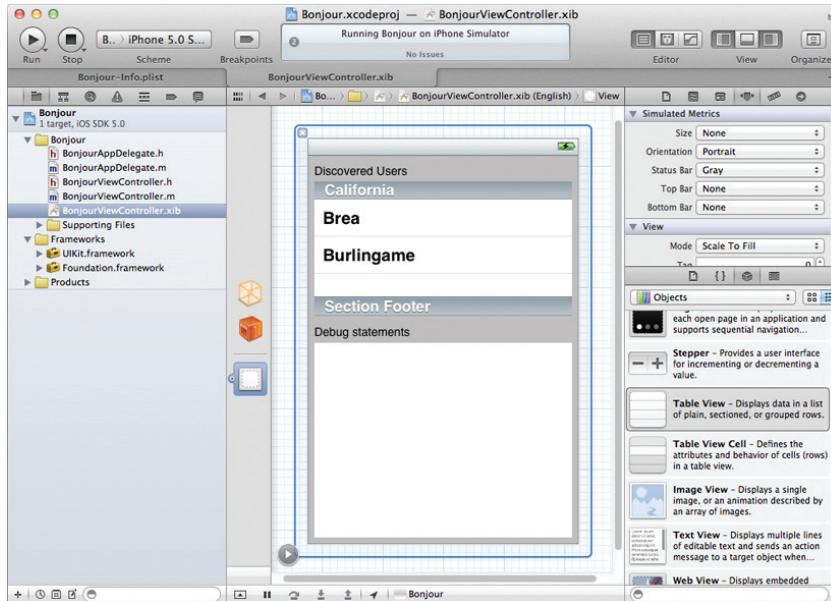 Bonjour.xcodeproj — BonjourViewController.xib
B.. iPhone 5.0 S...
Running Bonjour on iPhone Simulator
No Issues
2
Run Stop Scheme Breakpoints Editor View Organize
Bonjour-Info.plist BonjourViewController.xib
Bo... BonjourViewController.xib (English) View
Bonjour
1 target, iOS SDK 5.0
Bonjour
h BonjourAppDelegate.h
m BonjourAppDelegate.m
h BonjourViewController.h
m BonjourViewController.m
BonjourViewController.xib
Supporting Files
Frameworks
UIKit.framework
Foundation.framework
Products
Discovered Users
California
Brea
Burlingame
Section Footer
Debug statements
Simulated Metrics
Size None
Orientation Portrait
Status Bar Gray
Top Bar None
Bottom Bar None
View
Mode Scale To Fill
Tag 0
Objects
each open page in an application and
supports sequential navigation...
Stepper – Provides a user interface
for incrementing or decrementing a
value.
Table View – Displays data in a list
of plain, sectioned, or grouped rows.
Table View Cell – Defines the
attributes and behavior of cells (rows)
in a table view.
Image View – Displays a single
image, or an animation described by
an array of images.
Text View – Displays multiple lines
of editable text and sends an action
message to a target object when...
Web View – Displays embedded
Bonjour